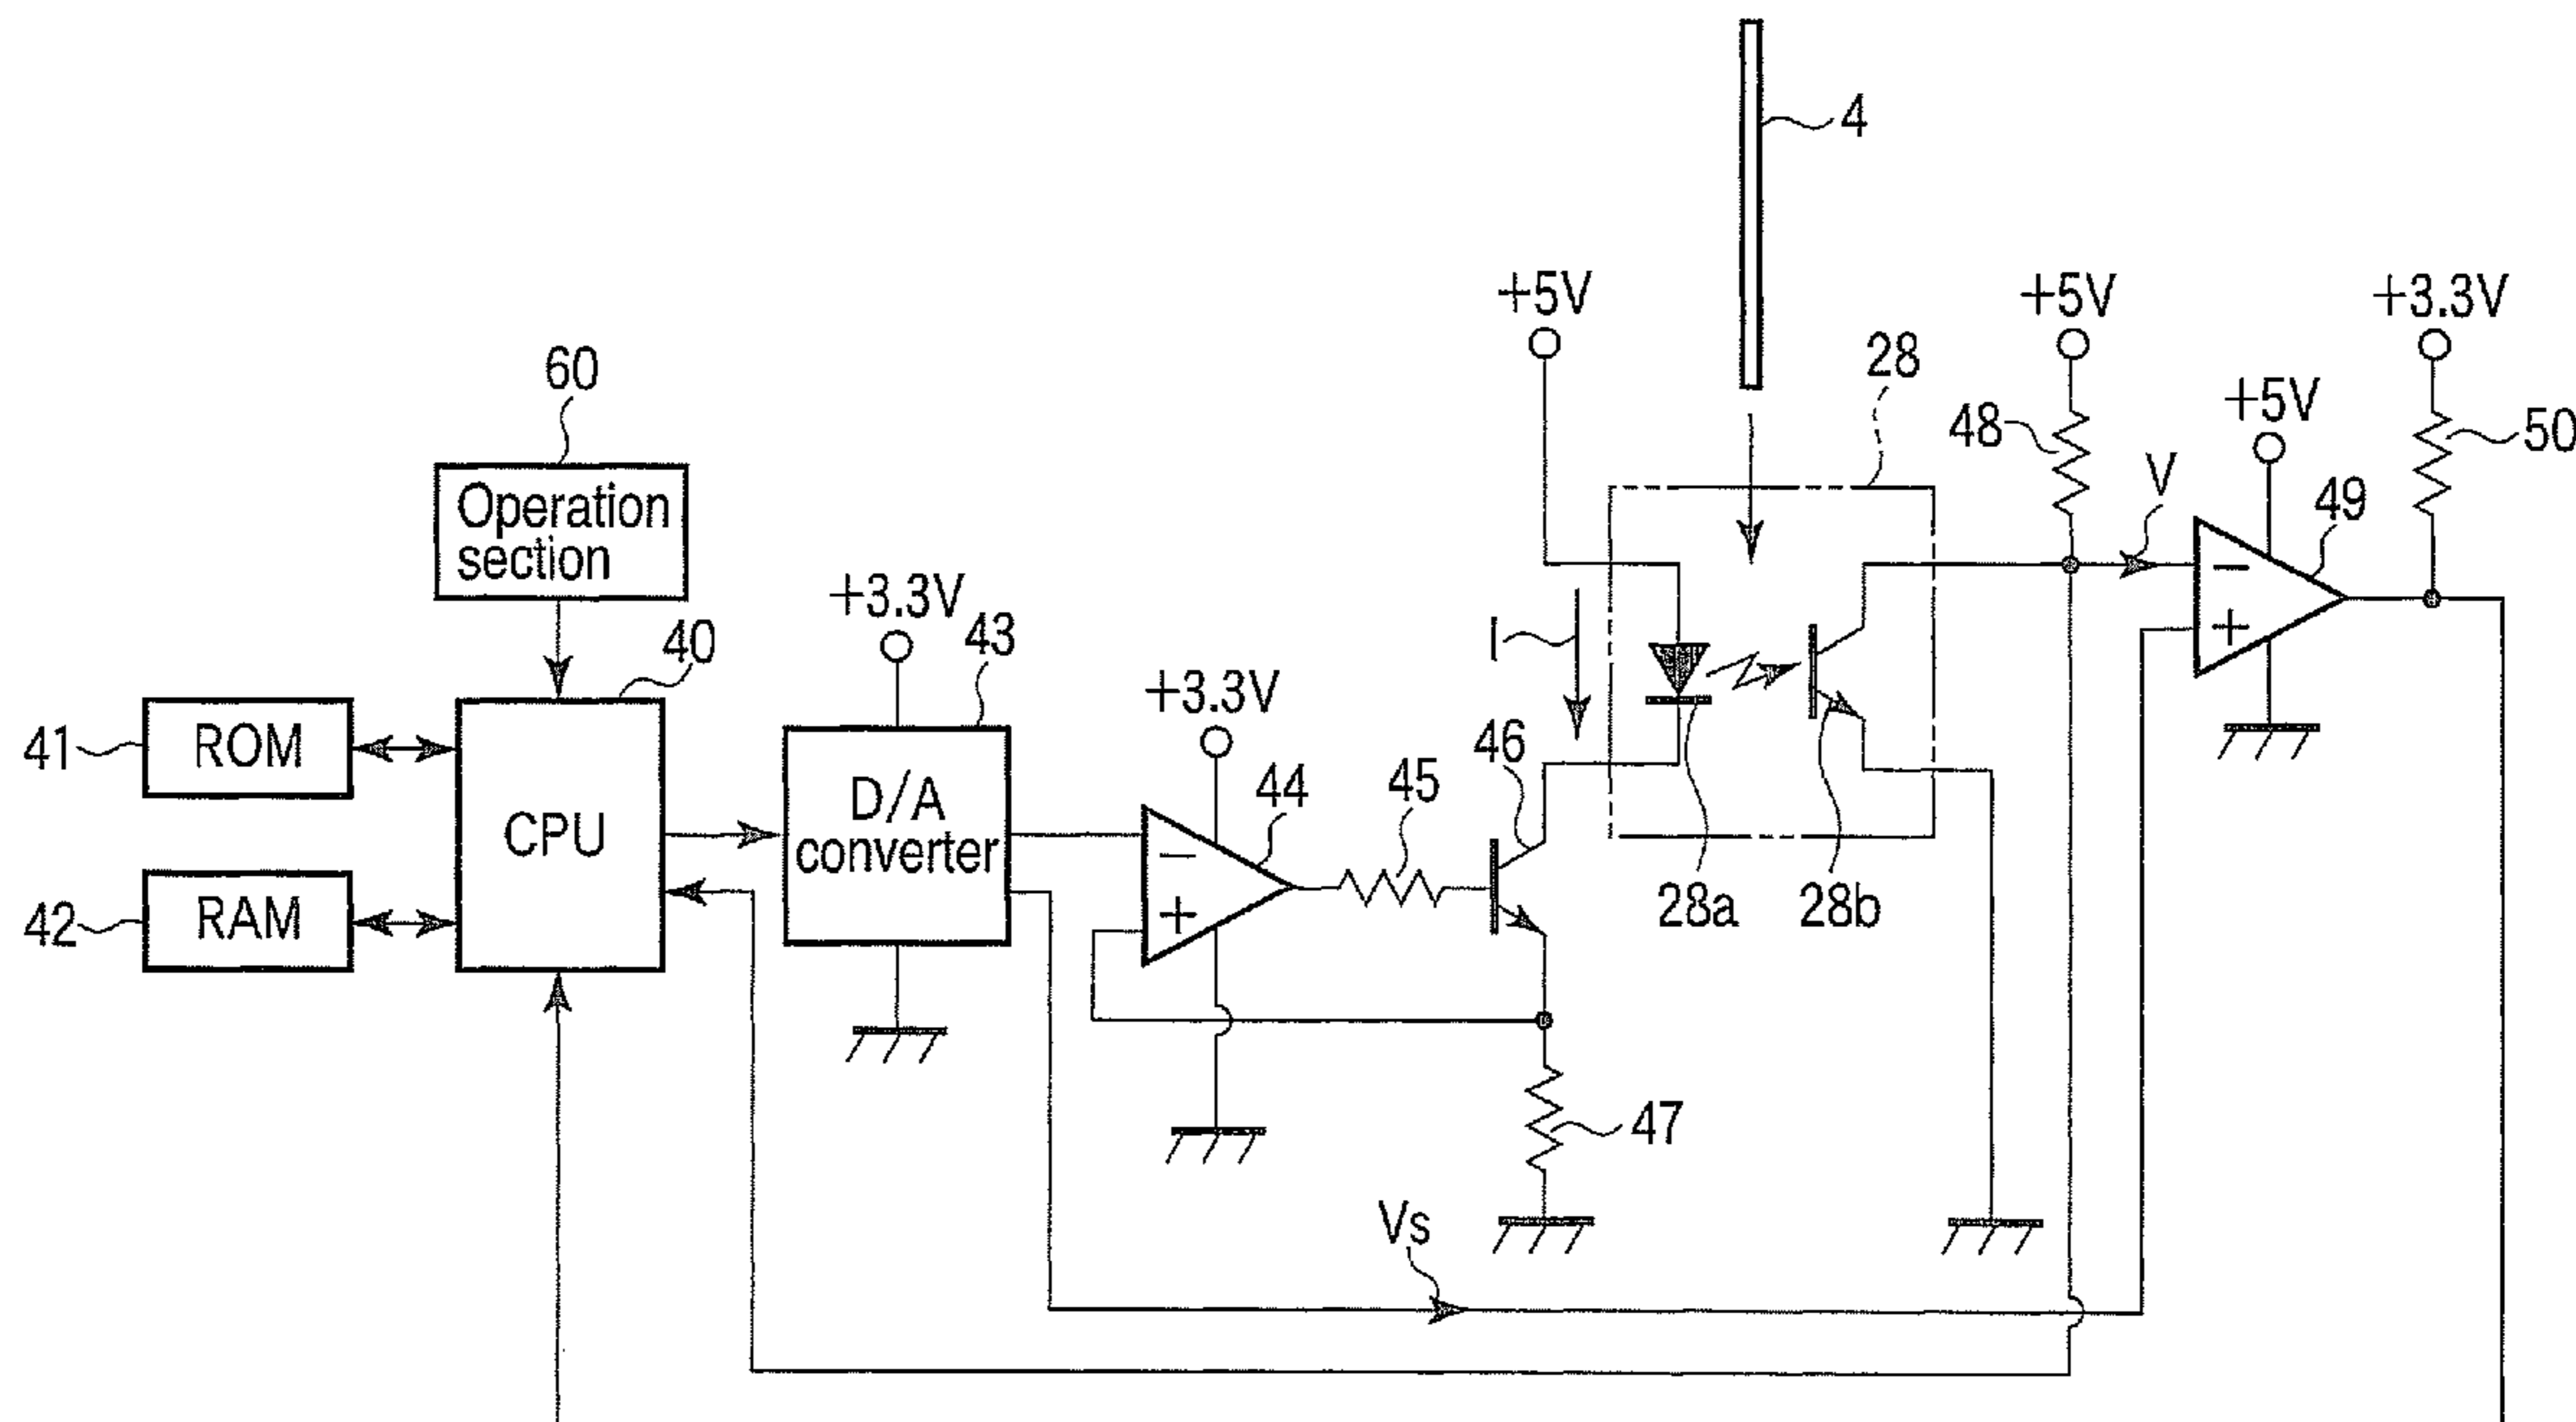 4
+5V
28
+5V
+3.3V
60
48
+5V
50
V
49
Operation
section
−
+
+3.3V
43
40
I
+3.3V
46
41
ROM
D/A
converter
44
45
CPU
−
+
28a
28b
42
RAM
47
Vs